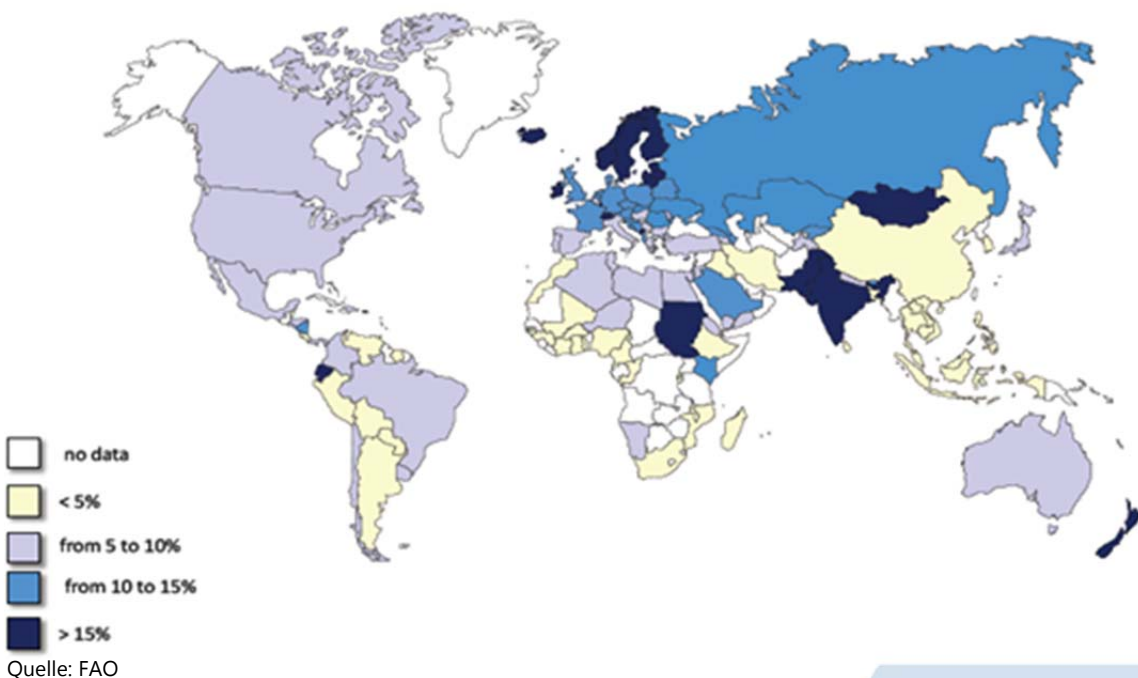 no data
< 5%
from 5 to 10%
from 10 to 15%
> 15%
Quelle: FAO